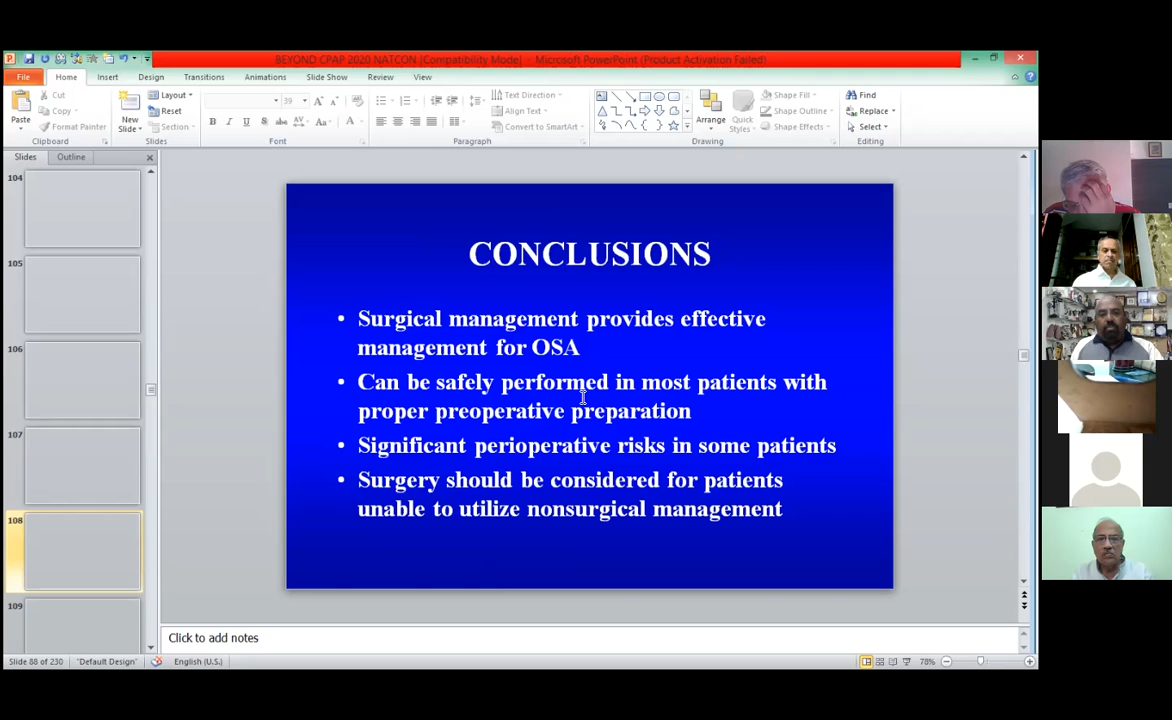 BEYOND CPAP 2020 NATCON [Compatibility Mode] - Microsoft PowerPoint (Product Activation Failed)
File Home Insert Design Transitions Animations Slide Show Review View
Paste
Cut
Copy
Format Painter
Clipboard
New Slide
Layout
Reset
Section
Slides
39
Font
Text Direction
Align Text
Convert to SmartArt
Paragraph
Arrange
Quick Styles
Shape Fill
Shape Outline
Shape Effects
Drawing
Find
Replace
Select
Editing
Slides Outline
104
105
106
107
108
109
CONCLUSIONS
• Surgical management provides effective
management for OSA
• Can be safely performed in most patients with
proper preoperative preparation
• Significant perioperative risks in some patients
• Surgery should be considered for patients
unable to utilize nonsurgical management
Click to add notes
Slide 88 of 230 "Default Design" English (U.S.) 78%